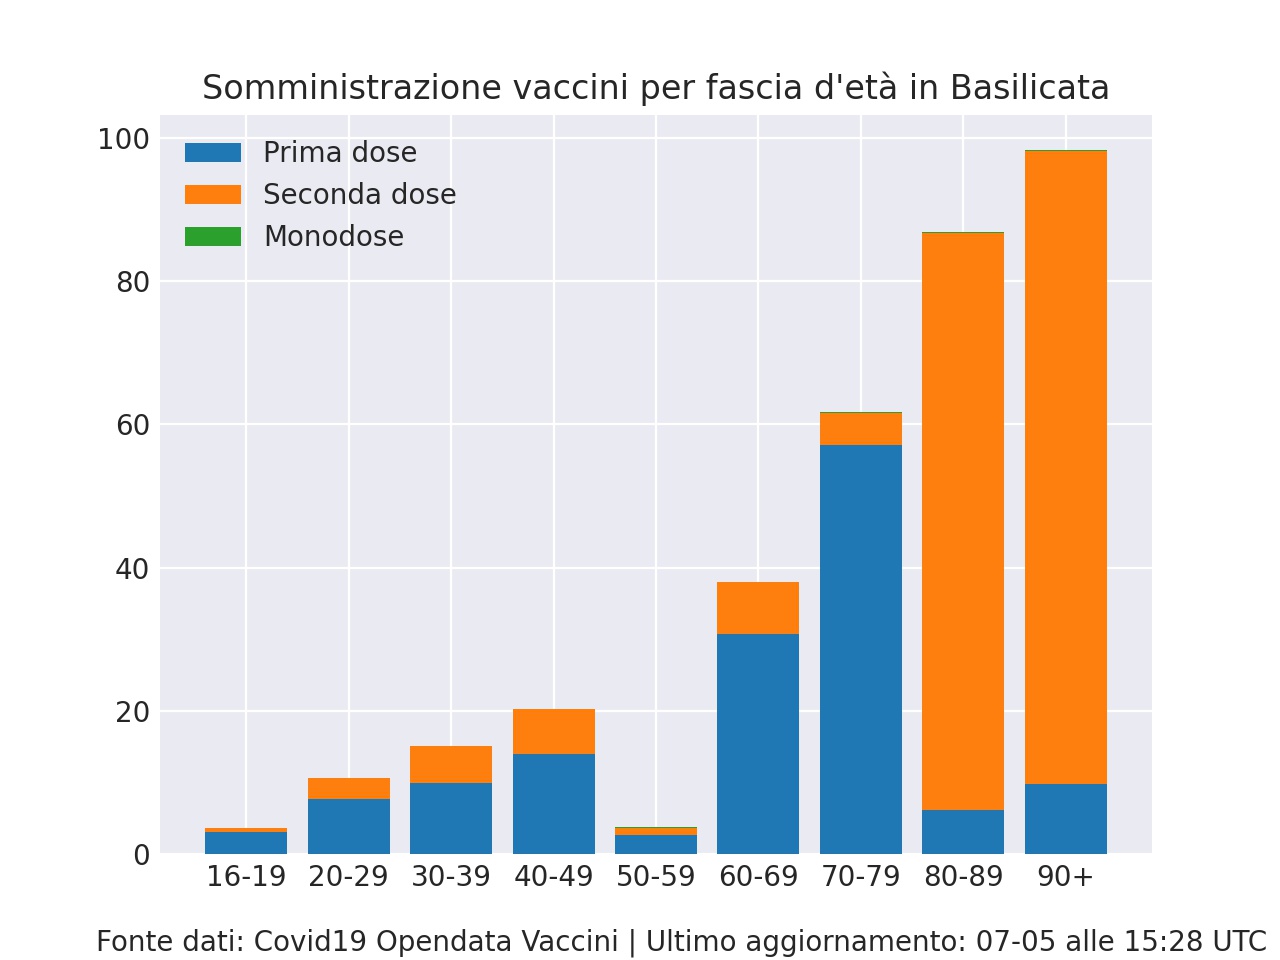 Somministrazione vaccini per fascia d'età in Basilicata
100
80
60
40
20
0
Prima dose
Seconda dose
Monodose
16-19 20-29 30-39 40-49 50-59 60-69 70-79 80-89 90+
Fonte dati: Covid19 Opendata Vaccini | Ultimo aggiornamento: 07-05 alle 15:28 UTC